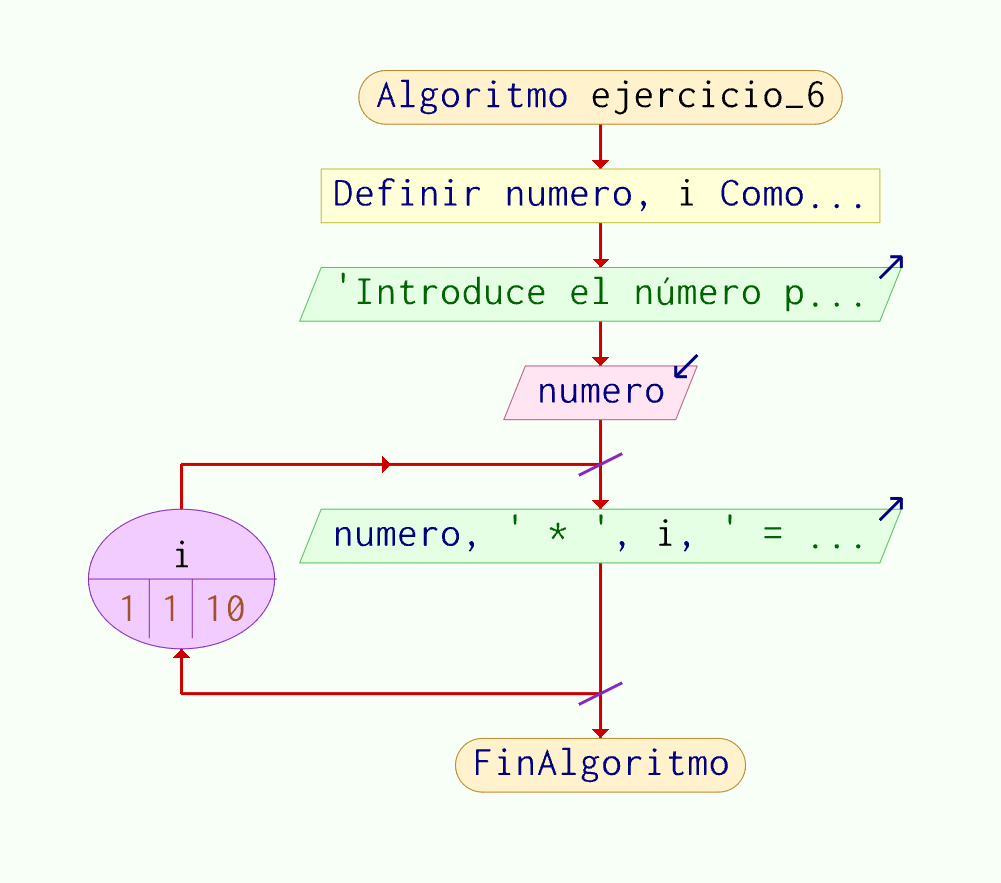 Algoritmo ejercicio_6
Definir numero, i Como...
'Introduce el número p...
numero
numero, ' * ', i, ' = ...
i
1 1 10
FinAlgoritmo